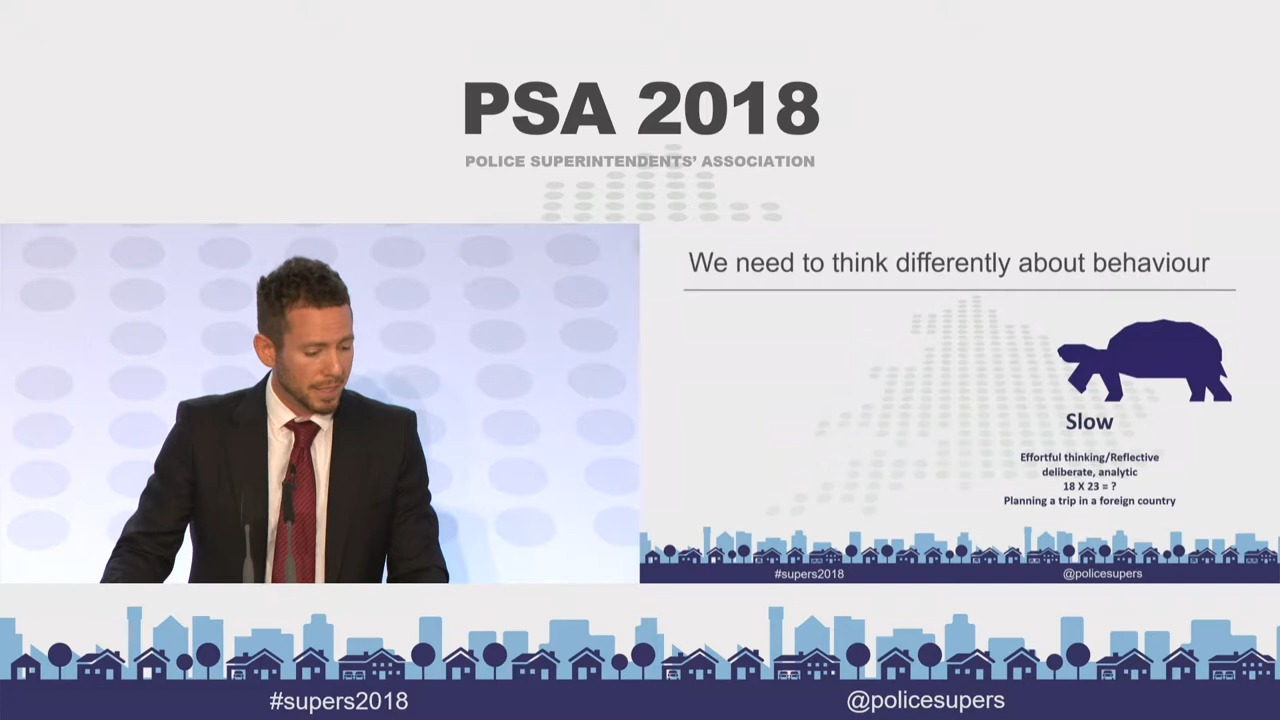 PSA 2018
POLICE SUPERINTENDENTS' ASSOCIATION
We need to think differently about behaviour
Slow
Effortful thinking/Reflective
deliberate, analytic
18 X 23 = ?
Planning a trip in a foreign country
#supers2018
@policesupers
#supers2018
@policesupers